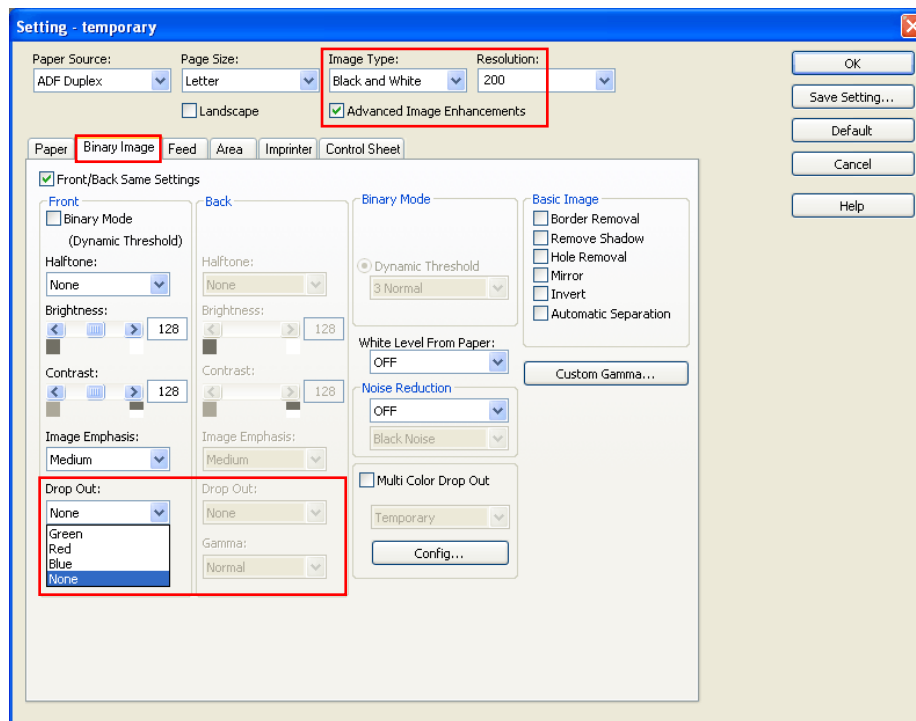 Setting - temporary
Paper Source:
ADF Duplex
Page Size:
Letter
Landscape
Image Type:
Black and White
Advanced Image Enhancements
Resolution:
200
OK
Save Setting...
Default
Cancel
Help
Paper
Binary Image
Feed
Area
Imprinter
Control Sheet
Front/Back Same Settings
Front
Binary Mode
(Dynamic Threshold)
Halftone:
None
Brightness:
128
Contrast:
128
Image Emphasis:
Medium
Drop Out:
None
Green
Red
Blue
None
Back
Halftone:
None
Brightness:
128
Contrast:
128
Image Emphasis:
Medium
Drop Out:
None
Gamma:
Normal
Binary Mode
Dynamic Threshold
3 Normal
White Level From Paper:
OFF
Noise Reduction
OFF
Black Noise
Multi Color Drop Out
Temporary
Config...
Basic Image
Border Removal
Remove Shadow
Hole Removal
Mirror
Invert
Automatic Separation
Custom Gamma...